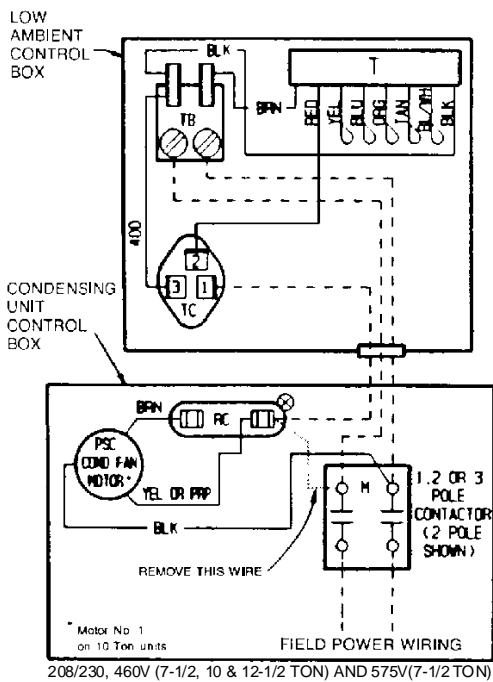 LOW
AMBIENT
CONTROL
BOX
BLK
T
BRN
RED
YEL
BLU
ORG
TAN
BL/WH
BLK
TB
400
2
3
1
TC
CONDENSING
UNIT
CONTROL
BOX
BRN
RC
PSC
COND FAN
MOTOR*
YEL OR PRP
BLK
M
1,2 OR 3
POLE
CONTACTOR
(2 POLE
SHOWN)
REMOVE THIS WIRE
* Motor No. 1
on 10 Ton units
FIELD POWER WIRING
208/230, 460V (7-1/2, 10 & 12-1/2 TON) AND 575V(7-1/2 TON)